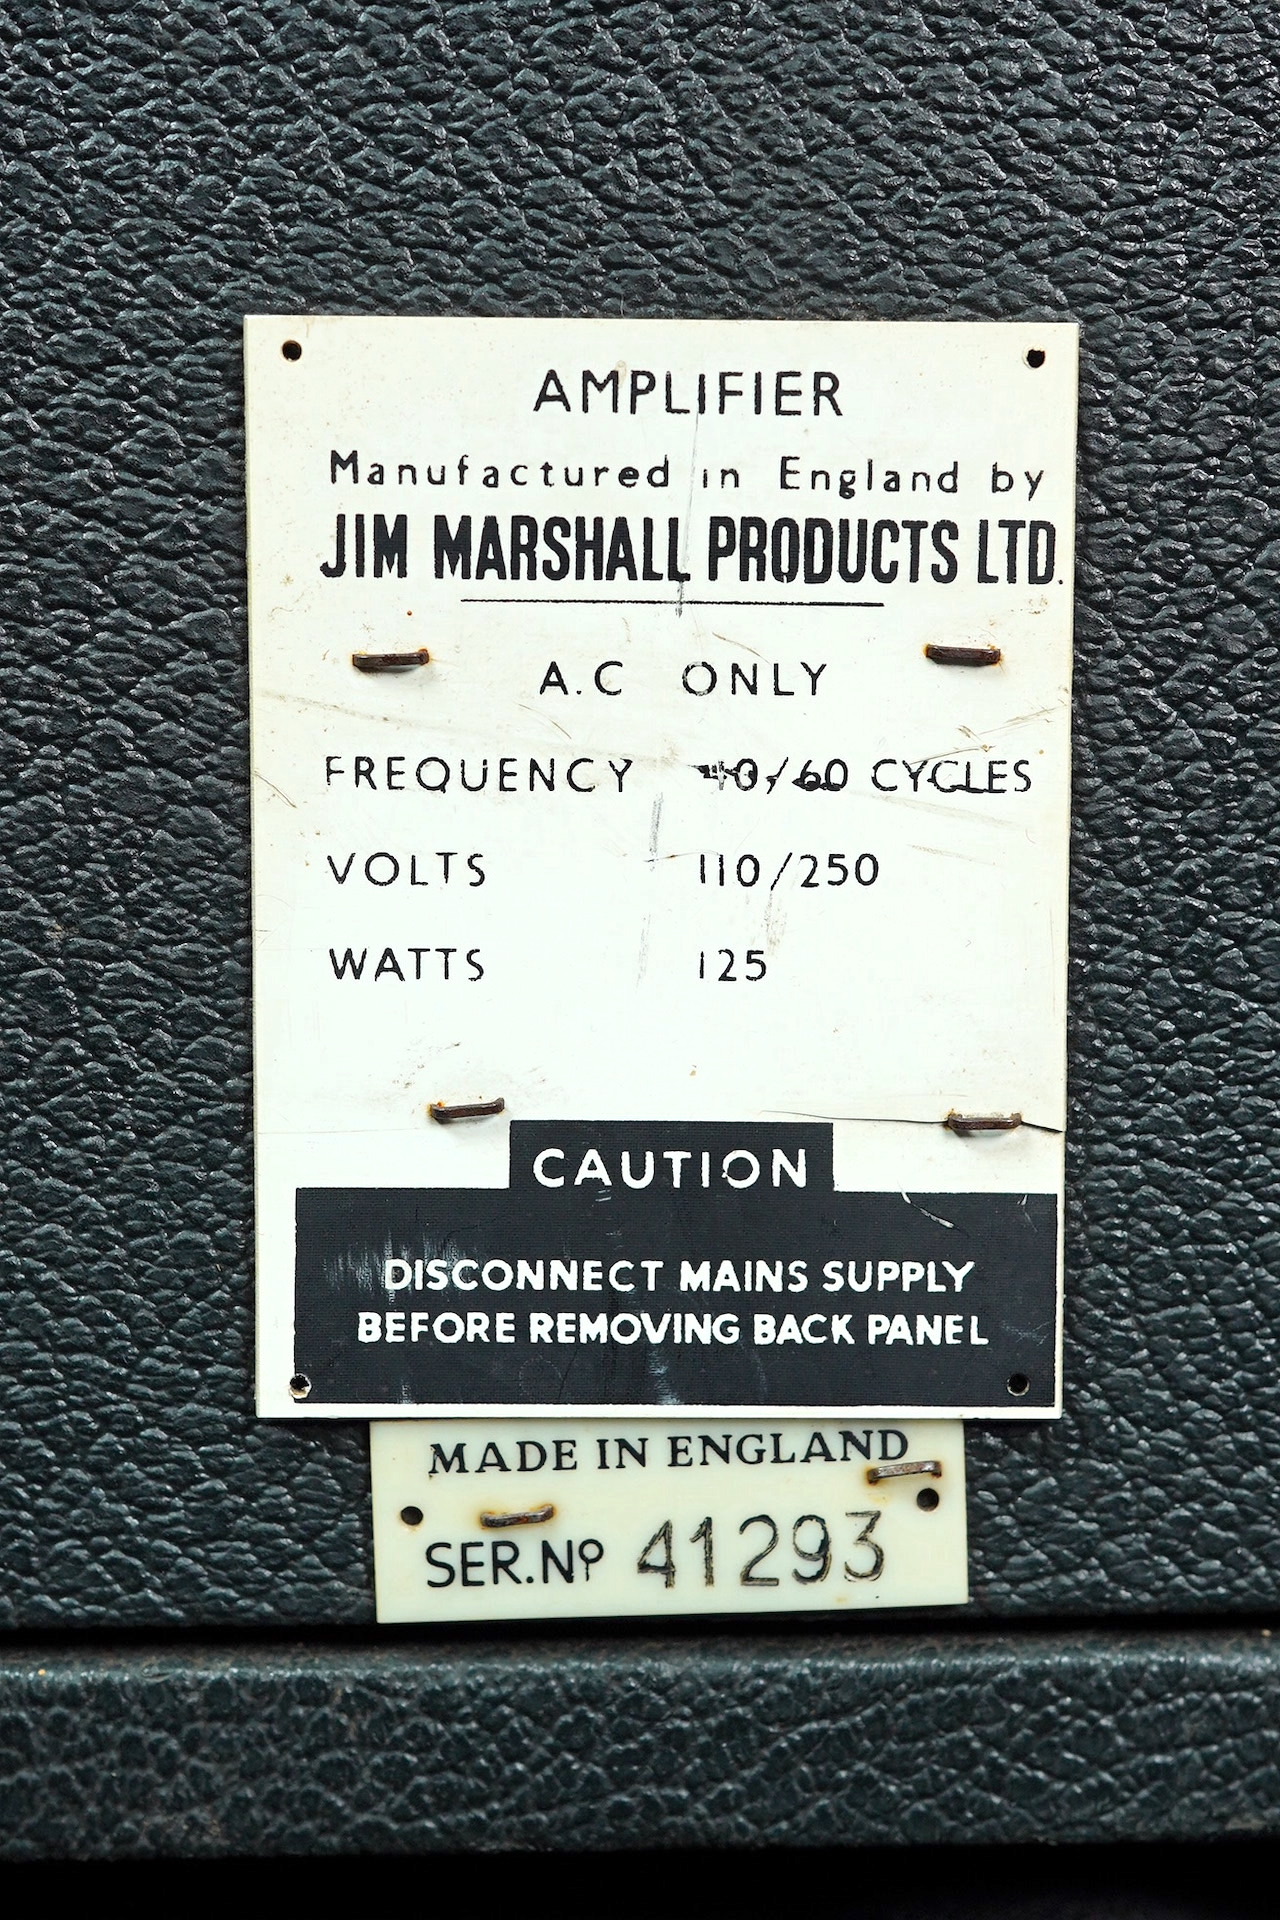 AMPLIFIER
Manufactured in England by
JIM MARSHALL PRODUCTS LTD.
A.C ONLY
FREQUENCY 40/60 CYCLES
VOLTS 110/250
WATTS 125
CAUTION
DISCONNECT MAINS SUPPLY
BEFORE REMOVING BACK PANEL
MADE IN ENGLAND
SER.Nº 41293